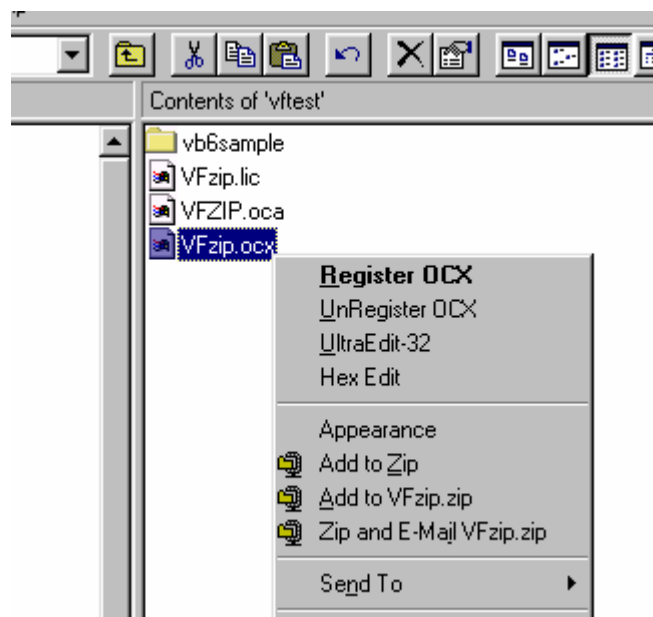 Contents of 'vftest'
vb6sample
VFzip.lic
VFZIP.oca
VFzip.ocx
Register OCX
UnRegister OCX
UltraEdit-32
Hex Edit
Appearance
Add to Zip
Add to VFzip.zip
Zip and E-Mail VFzip.zip
Send To